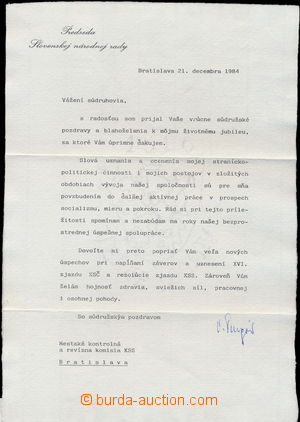 Predseda
Slovenskej národnej rady
Bratislava 21. decembra 1984
Vážení súdruhovia,
s radosťou som prijal Vaše vrúcne súdružské
pozdravy a blahoželania k môjmu životnému jubileu,
za ktoré Vám úprimne ďakujem.
Slová uznania a ocenenia mojej stranícko-
politickej činnosti i mojich postojov v zložitých
obdobiach vývoja našej spoločnosti sú pre mňa
povzbudením do ďalšej aktívnej práce v prospech
socializmu, mieru a pokroku. Rád si pri tejto príle-
žitosti spomínam a nezabúdam na roky našej bezpro-
strednej úspešnej spolupráce.
Dovoľte mi preto popriať Vám veľa nových
úspechov pri napĺňaní záverov a uznesení XVI.
zjazdu KSČ a rezolúcie zjazdu KSS. Zároveň Vám
želám hojnosť zdravia, sviežich síl, pracovnej
i osobnej pohody.
So súdružským pozdravom
Mestská kontrolná
a revízna komisia KSS
Bratislava
© burda-auction.com